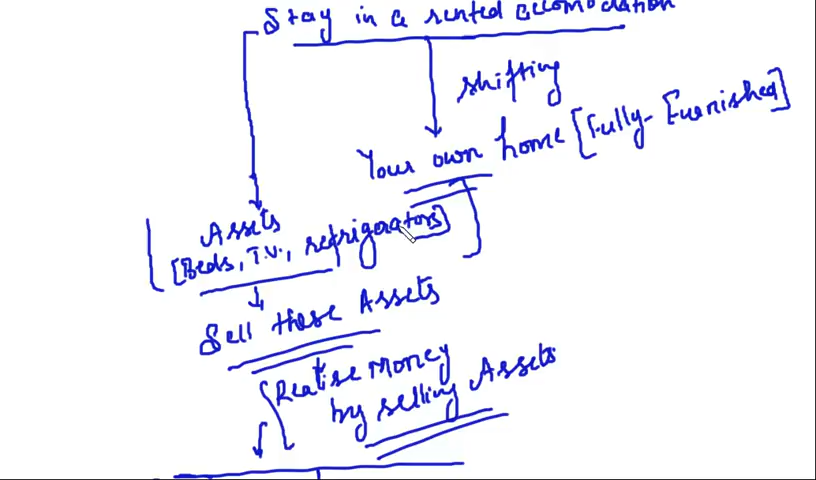 Stay in a rented accomodation
shifting
Your own home [Fully-Furnished]
Assets
[Beds, T.V., refrigerators]
Sell these Assets
Realise Money
by selling Assets